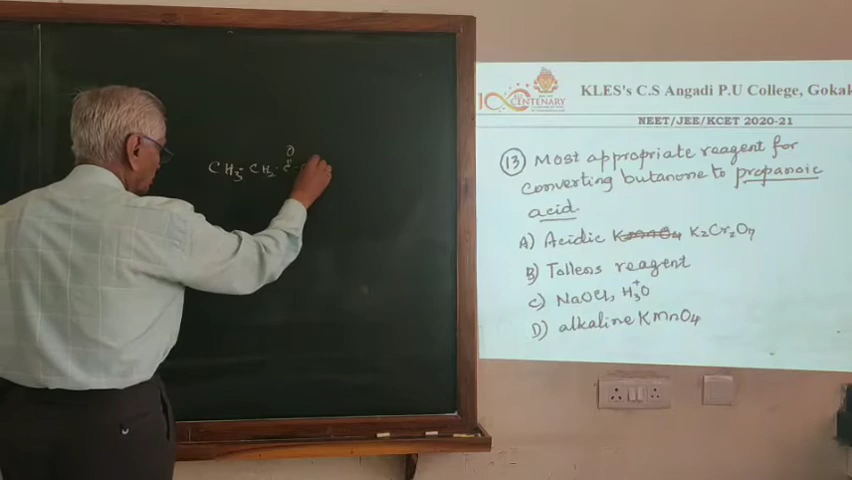 CH₃- CH₂ - C
O
KLES's C.S Angadi P.U College, Gokak
100
CENTENARY
NEET/JEE/KCET 2020-21
(13) Most appropriate reagent for
converting butanone to propanoic
acid.
A) Acidic KMnO4 K2Cr2O7
B) Tollens reagent
C) NaOCl, H3O+
D) alkaline KMnO4